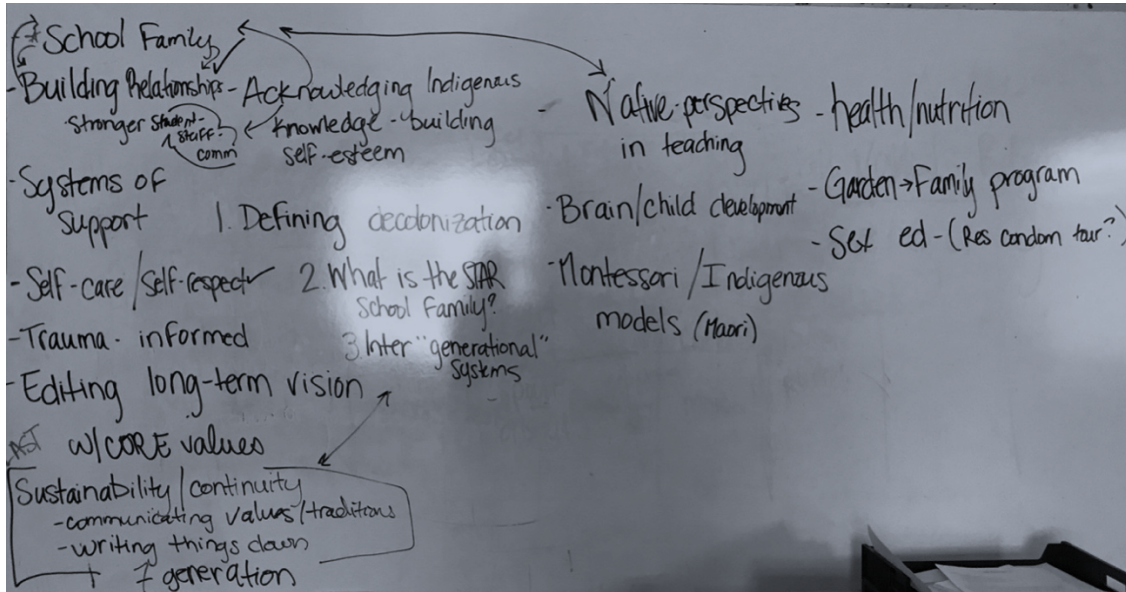 * School Family
- Building Relationships
Stronger Student-
Staff-
comm
- Acknowledging Indigenous
knowledge - building
self-esteem
- Systems of
support
- Self-care / Self-respect
- Trauma - informed
- Editing long-term vision
w/CORE values
Sustainability / continuity
- communicating values/traditions
- writing things down
7 generation
1. Defining decolonization
2. What is the STAR
School Family?
3. Inter "generational"
systems
- Native perspectives
in teaching
- Brain/child development
- Montessori / Indigenous
models (Maori)
- health/nutrition
- Garden → Family program
- Sex ed - (Res condom tour?)